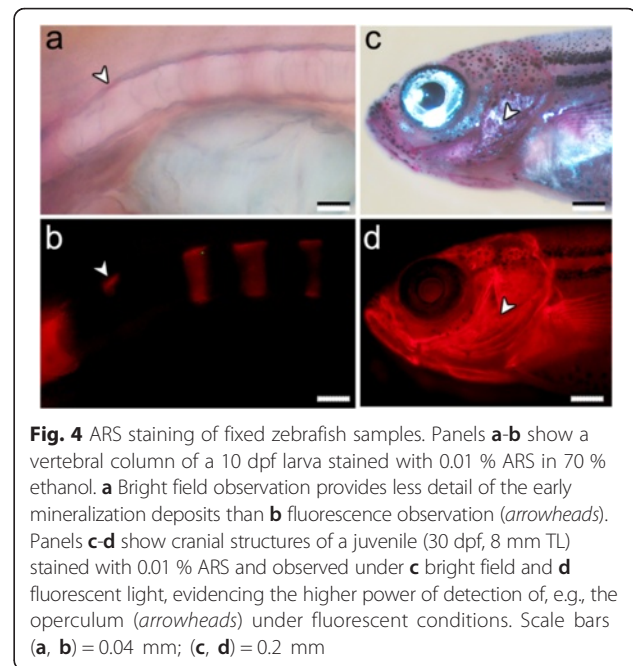 a
c
b
d
Fig. 4 ARS staining of fixed zebrafish samples. Panels a-b show a
vertebral column of a 10 dpf larva stained with 0.01 % ARS in 70 %
ethanol. a Bright field observation provides less detail of the early
mineralization deposits than b fluorescence observation (arrowheads).
Panels c-d show cranial structures of a juvenile (30 dpf, 8 mm TL)
stained with 0.01 % ARS and observed under c bright field and d
fluorescent light, evidencing the higher power of detection of, e.g., the
operculum (arrowheads) under fluorescent conditions. Scale bars
(a, b) = 0.04 mm; (c, d) = 0.2 mm